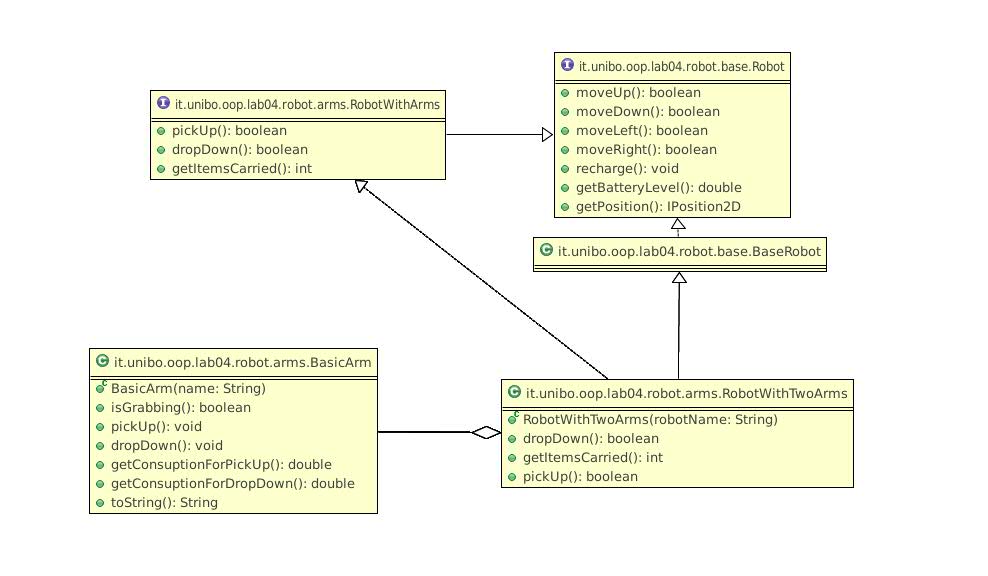 it.unibo.oop.lab04.robot.arms.RobotWithArms
pickUp(): boolean
dropDown(): boolean
getItemsCarried(): int
it.unibo.oop.lab04.robot.base.Robot
moveUp(): boolean
moveDown(): boolean
moveLeft(): boolean
moveRight(): boolean
recharge(): void
getBatteryLevel(): double
getPosition(): IPosition2D
it.unibo.oop.lab04.robot.base.BaseRobot
it.unibo.oop.lab04.robot.arms.BasicArm
BasicArm(name: String)
isGrabbing(): boolean
pickUp(): void
dropDown(): void
getConsuptionForPickUp(): double
getConsuptionForDropDown(): double
toString(): String
it.unibo.oop.lab04.robot.arms.RobotWithTwoArms
RobotWithTwoArms(robotName: String)
dropDown(): boolean
getItemsCarried(): int
pickUp(): boolean